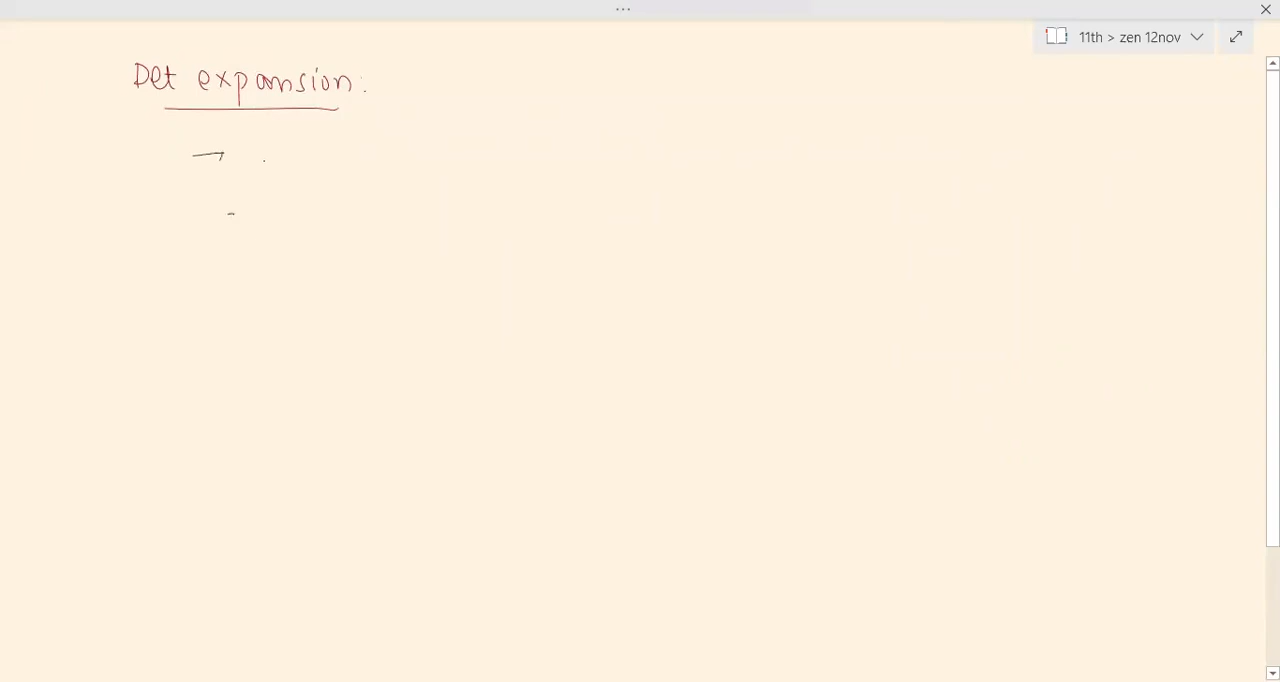 ...
11th > zen 12nov
Det expansion:
→ .
-